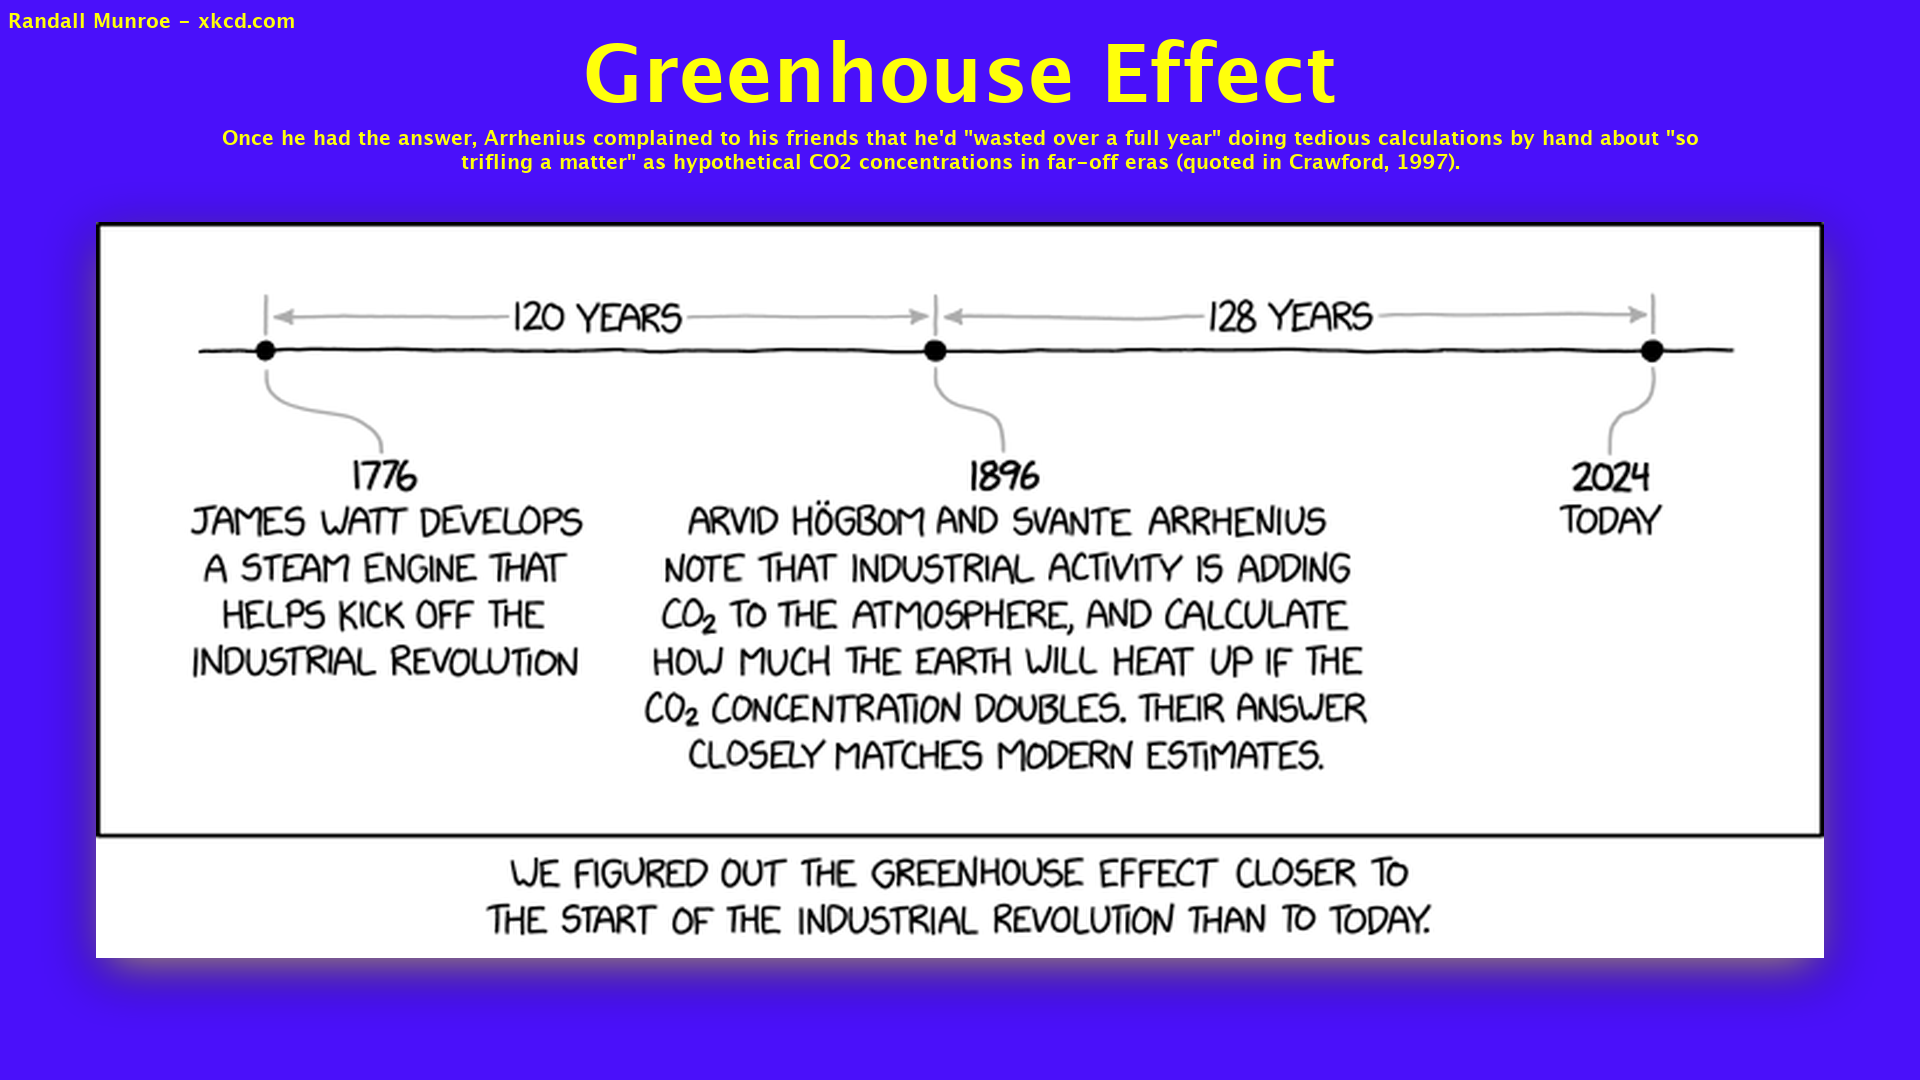 Randall Munroe - xkcd.com
Greenhouse Effect
Once he had the answer, Arrhenius complained to his friends that he'd "wasted over a full year" doing tedious calculations by hand about "so
trifling a matter" as hypothetical CO2 concentrations in far-off eras (quoted in Crawford, 1997).
120 YEARS
128 YEARS
1776
JAMES WATT DEVELOPS
A STEAM ENGINE THAT
HELPS KICK OFF THE
INDUSTRIAL REVOLUTION
1896
ARVID HÖGBOM AND SVANTE ARRHENIUS
NOTE THAT INDUSTRIAL ACTIVITY IS ADDING
CO₂ TO THE ATMOSPHERE, AND CALCULATE
HOW MUCH THE EARTH WILL HEAT UP IF THE
CO₂ CONCENTRATION DOUBLES. THEIR ANSWER
CLOSELY MATCHES MODERN ESTIMATES.
2024
TODAY
WE FIGURED OUT THE GREENHOUSE EFFECT CLOSER TO
THE START OF THE INDUSTRIAL REVOLUTION THAN TO TODAY.